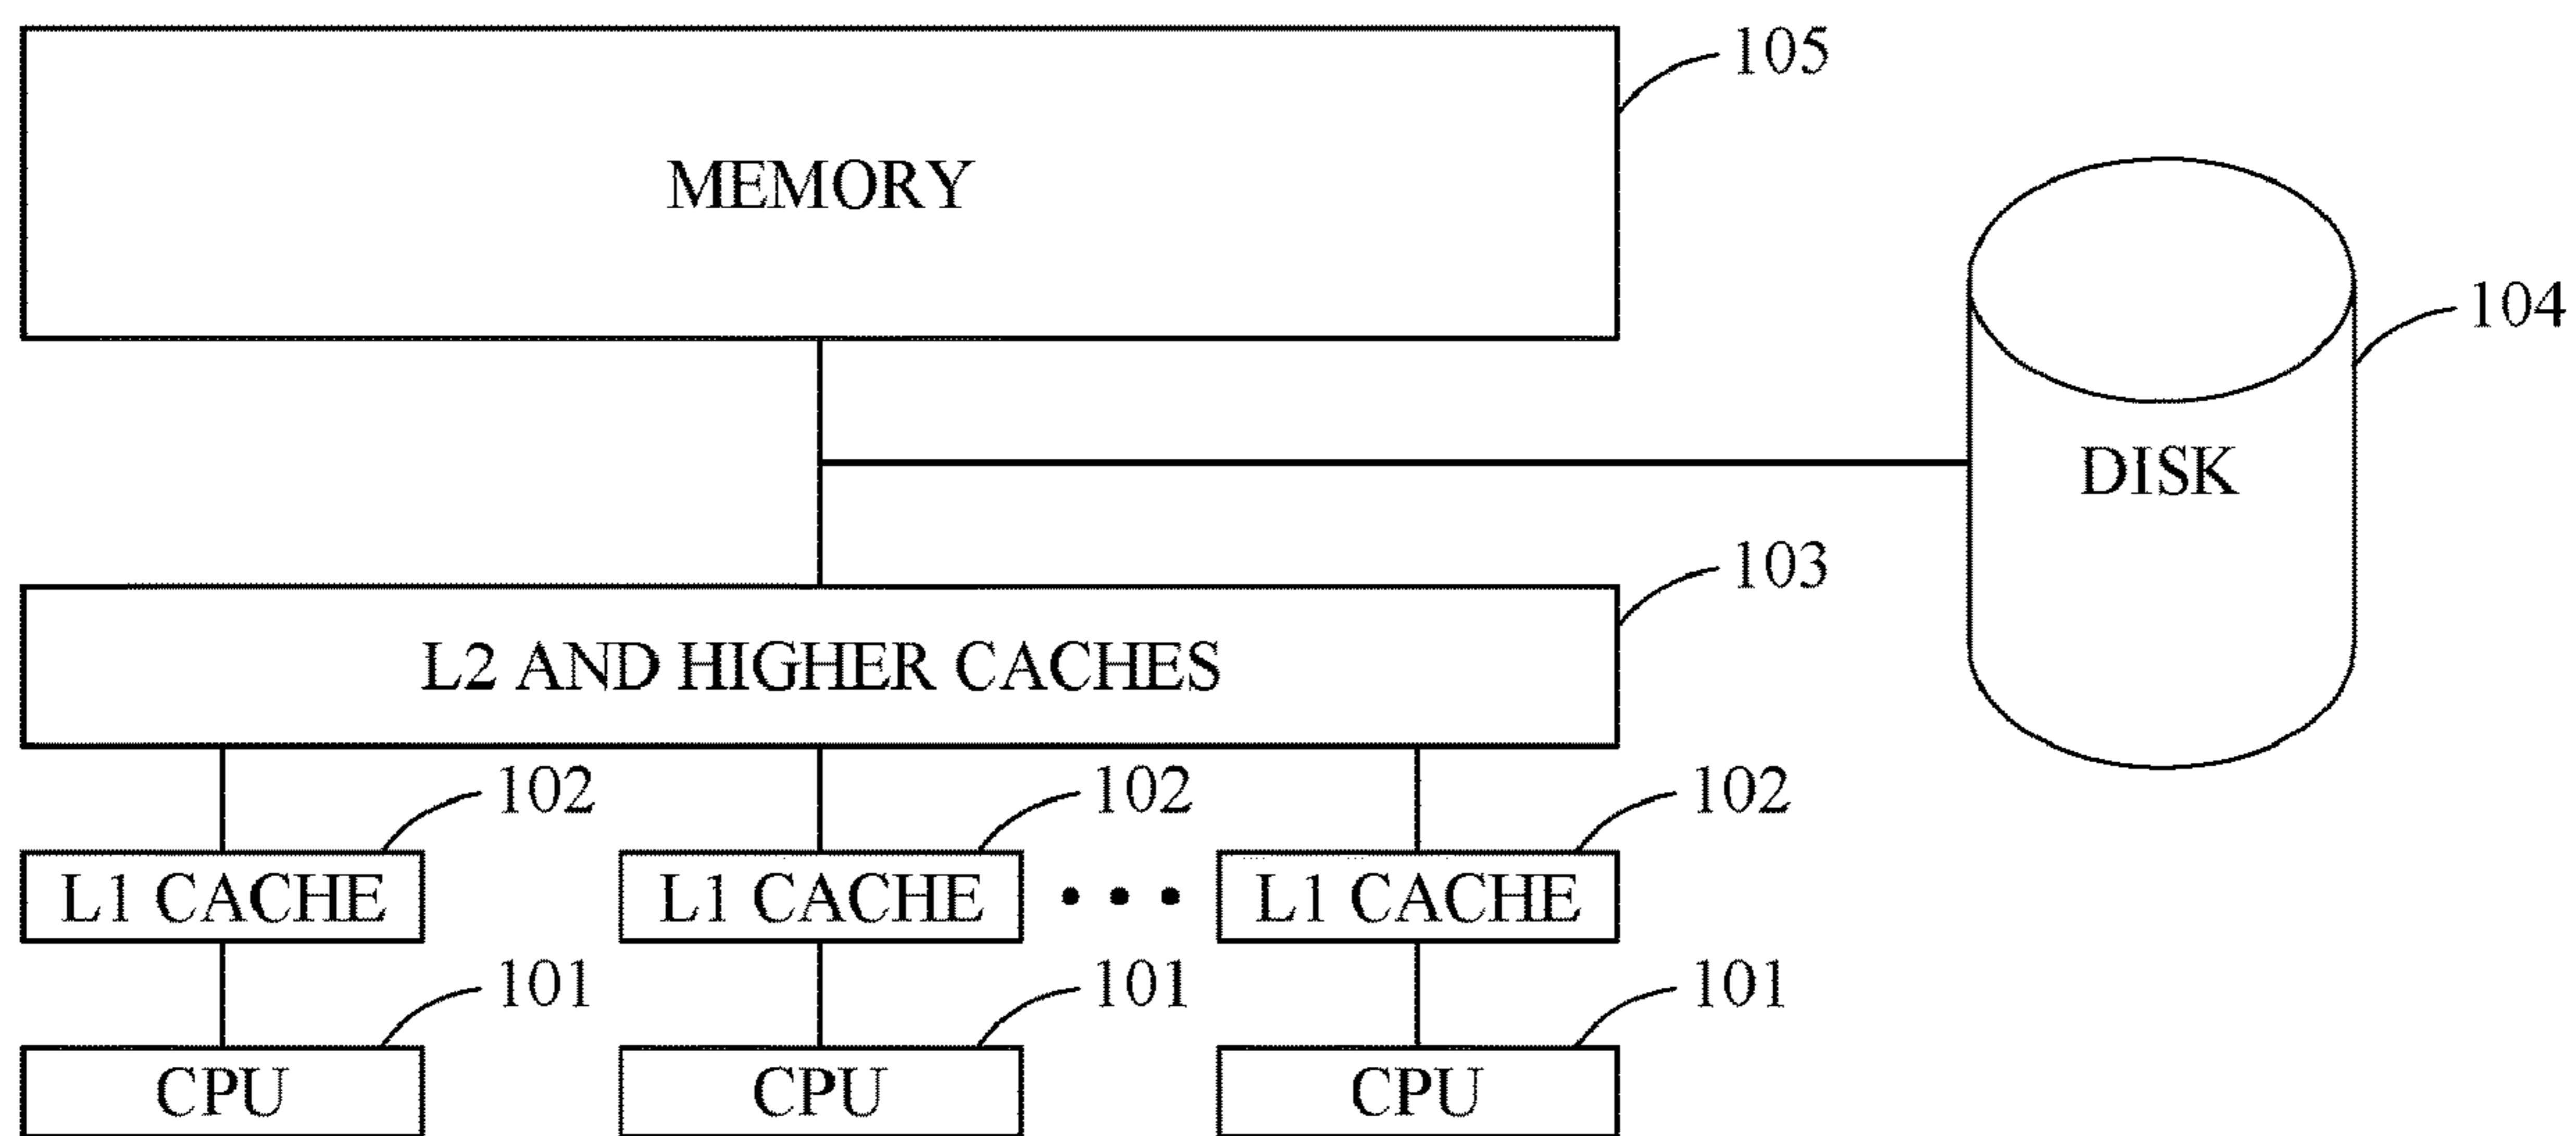 105
MEMORY
104
DISK
103
L2 AND HIGHER CACHES
102 102 102
L1 CACHE L1 CACHE • • • L1 CACHE
101 101 101
CPU CPU CPU